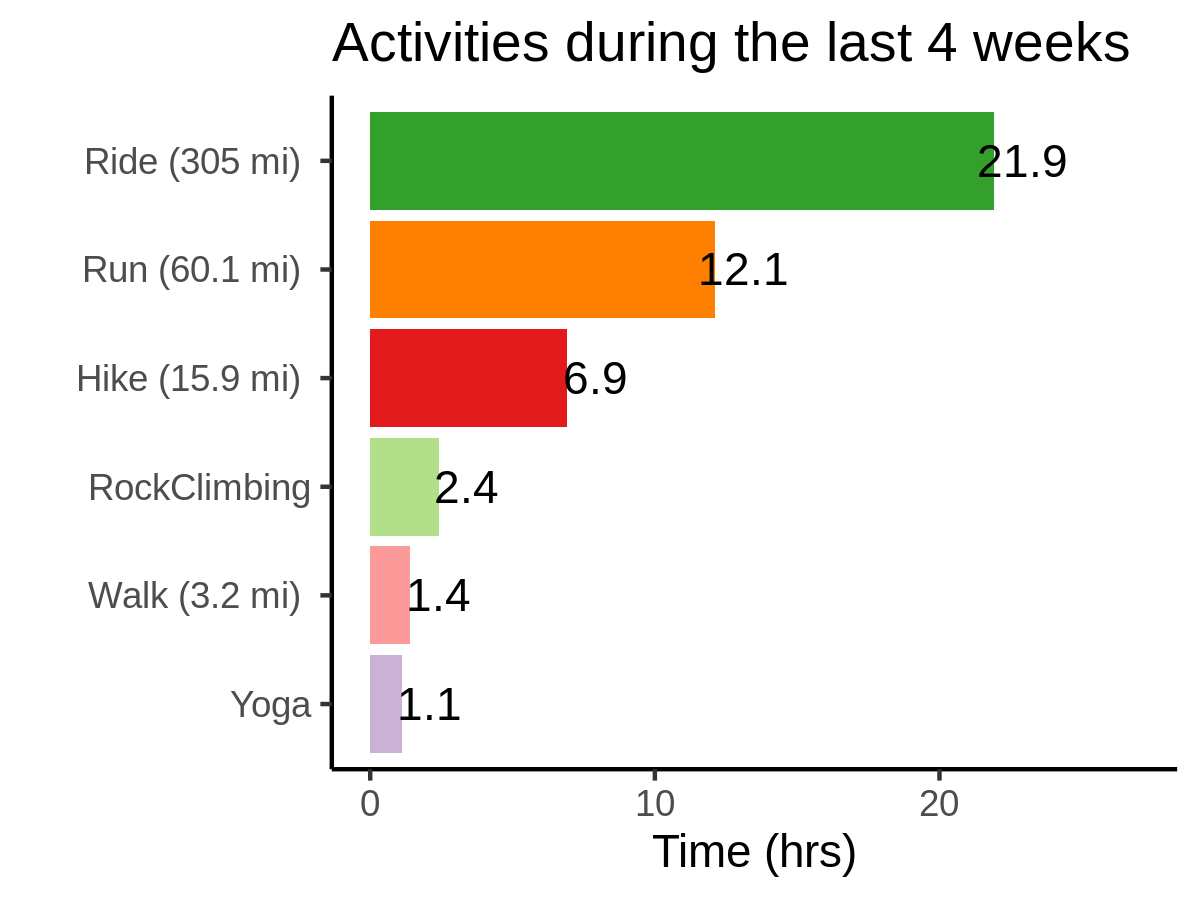 Activities during the last 4 weeks
Ride (305 mi) 21.9
Run (60.1 mi) 12.1
Hike (15.9 mi) 6.9
RockClimbing 2.4
Walk (3.2 mi) 1.4
Yoga 1.1
0 10 20
Time (hrs)